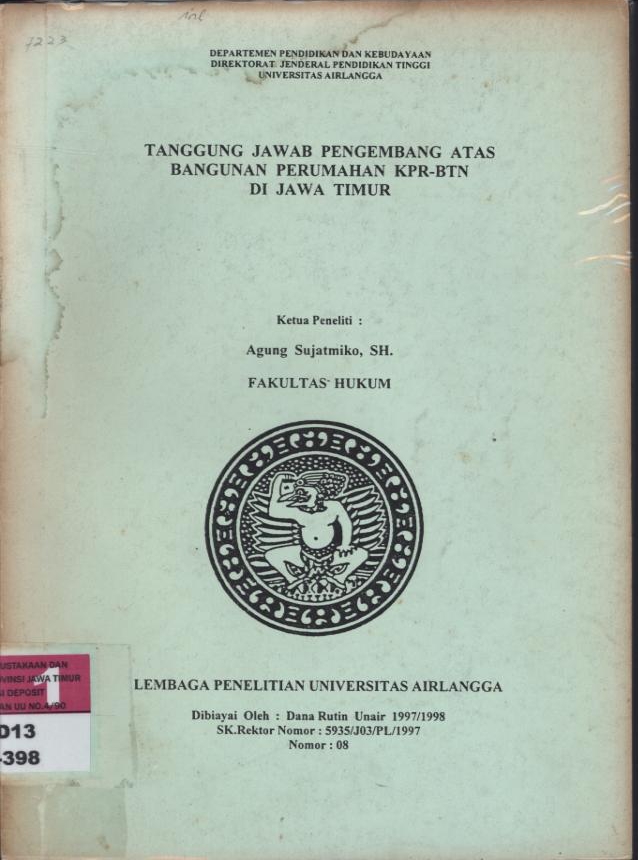 7223
DEPARTEMEN PENDIDIKAN DAN KEBUDAYAAN
DIREKTORAT JENDERAL PENDIDIKAN TINGGI
UNIVERSITAS AIRLANGGA
TANGGUNG JAWAB PENGEMBANG ATAS
BANGUNAN PERUMAHAN KPR-BTN
DI JAWA TIMUR
Ketua Peneliti :
Agung Sujatmiko, SH.
FAKULTAS HUKUM
USTAKAAN DAN
VINSI JAWA TIMUR
I DEPOSIT
AN UU NO.4/90
1
D13
-398
LEMBAGA PENELITIAN UNIVERSITAS AIRLANGGA
Dibiayai Oleh : Dana Rutin Unair 1997/1998
SK.Rektor Nomor : 5935/J03/PL/1997
Nomor : 08